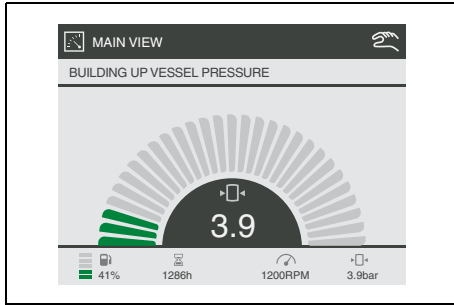 MAIN VIEW
BUILDING UP VESSEL PRESSURE
3.9
41% 1286h 1200RPM 3.9bar